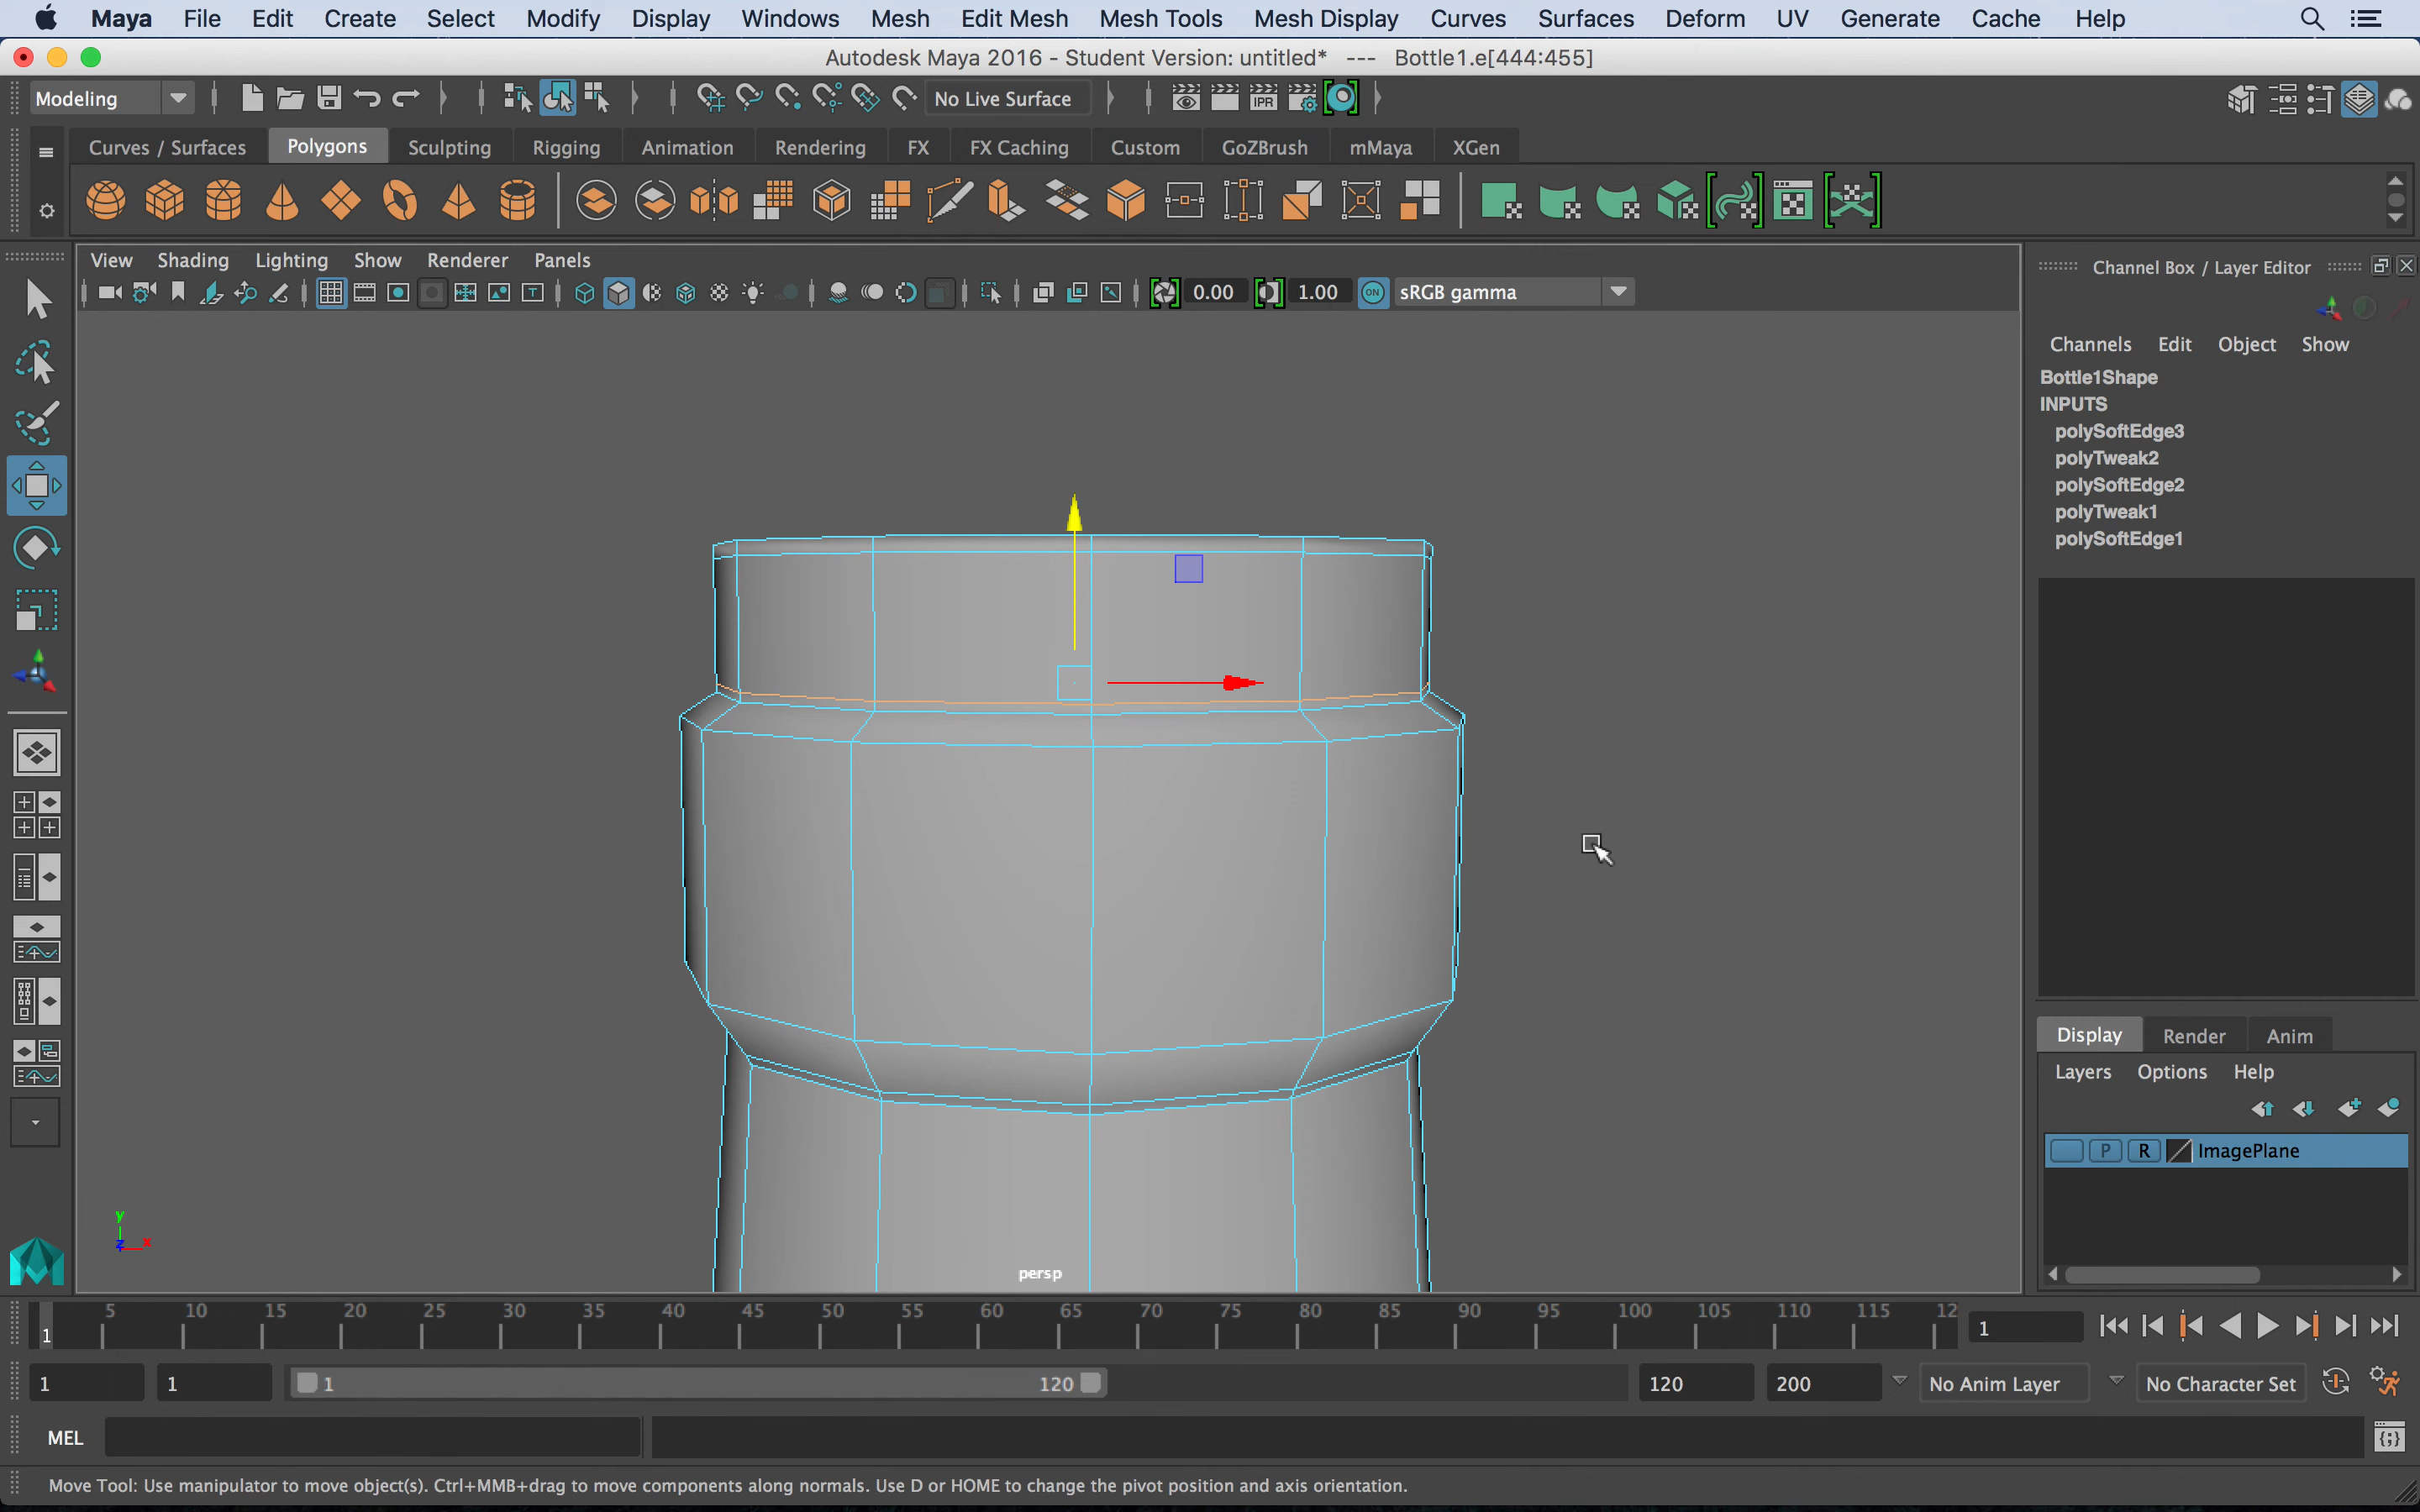 Maya File Edit Create Select Modify Display Windows Mesh Edit Mesh Mesh Tools Mesh Display Curves Surfaces Deform UV Generate Cache Help
Autodesk Maya 2016 - Student Version: untitled* --- Bottle1.e[444:455]
Modeling No Live Surface IPR
Curves / Surfaces Polygons Sculpting Rigging Animation Rendering FX FX Caching Custom GoZBrush mMaya XGen
View Shading Lighting Show Renderer Panels
T 0.00 1.00 ON sRGB gamma
Channel Box / Layer Editor
Channels Edit Object Show
Bottle1Shape
INPUTS
polySoftEdge3
polyTweak2
polySoftEdge2
polyTweak1
polySoftEdge1
Display Render Anim
Layers Options Help
P R ImagePlane
y
z x
persp
5 10 15 20 25 30 35 40 45 50 55 60 65 70 75 80 85 90 95 100 105 110 115 12
1 1
1 1 1 120 120 200 No Anim Layer No Character Set
MEL
Move Tool: Use manipulator to move object(s). Ctrl+MMB+drag to move components along normals. Use D or HOME to change the pivot position and axis orientation.